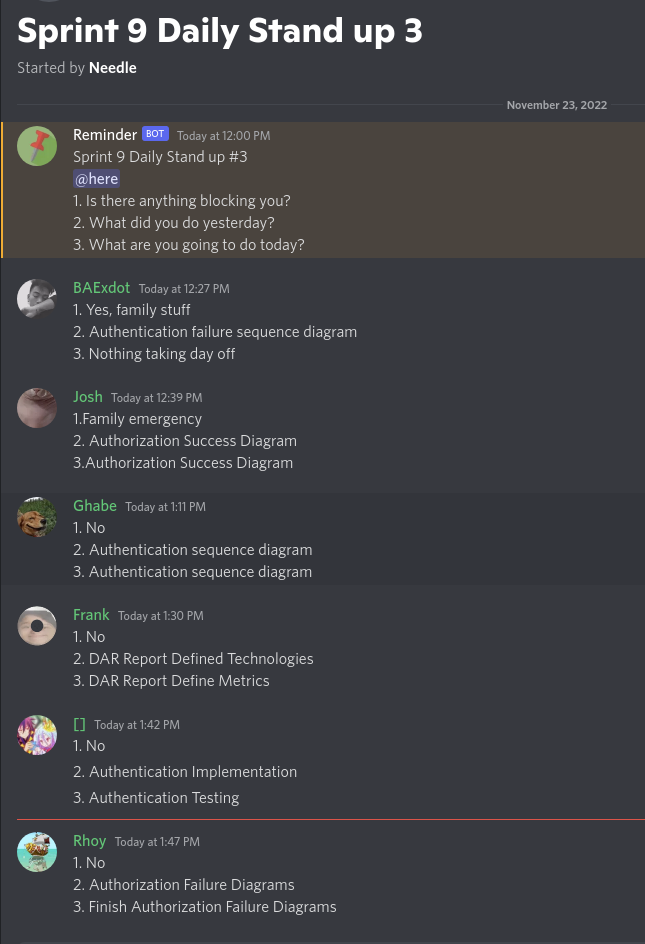 Sprint 9 Daily Stand up 3
Started by Needle
November 23, 2022
Reminder BOT Today at 12:00 PM
Sprint 9 Daily Stand up #3
@here
1. Is there anything blocking you?
2. What did you do yesterday?
3. What are you going to do today?
BAExdot Today at 12:27 PM
1. Yes, family stuff
2. Authentication failure sequence diagram
3. Nothing taking day off
Josh Today at 12:39 PM
1.Family emergency
2. Authorization Success Diagram
3.Authorization Success Diagram
Ghabe Today at 1:11 PM
1. No
2. Authentication sequence diagram
3. Authentication sequence diagram
Frank Today at 1:30 PM
1. No
2. DAR Report Defined Technologies
3. DAR Report Define Metrics
[] Today at 1:42 PM
1. No
2. Authentication Implementation
3. Authentication Testing
Rhoy Today at 1:47 PM
1. No
2. Authorization Failure Diagrams
3. Finish Authorization Failure Diagrams